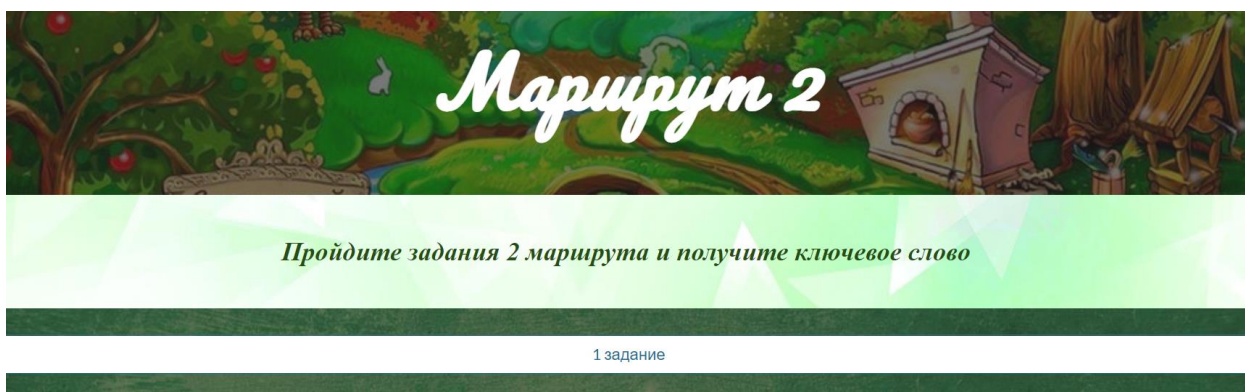 Маршрут 2
Пройдите задания 2 маршрута и получите ключевое слово
1 задание